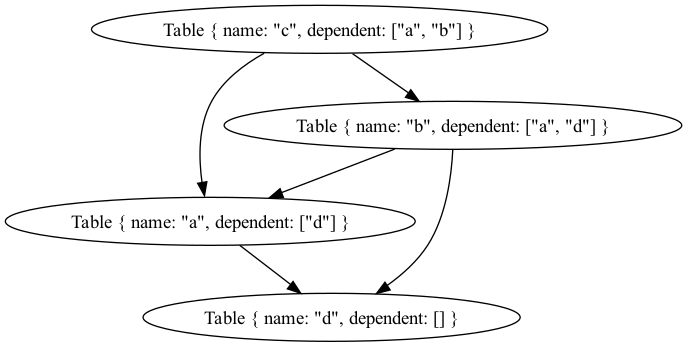 Table { name: "c", dependent: ["a", "b"] }
Table { name: "b", dependent: ["a", "d"] }
Table { name: "a", dependent: ["d"] }
Table { name: "d", dependent: [] }